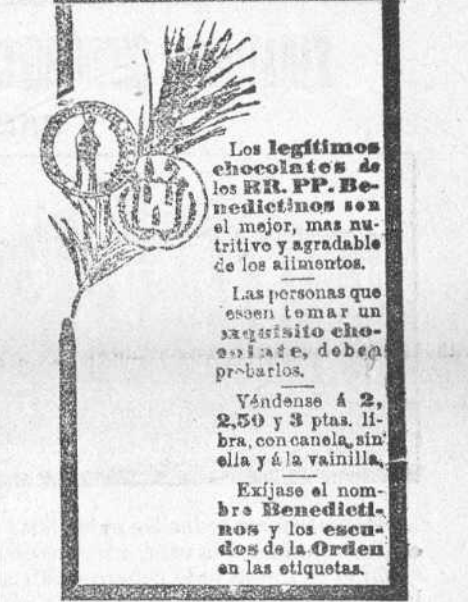 Los legítimos
chocolates de
los RR. PP. Be-
nedictinos son
el mejor, mas nu-
tritivo y agradable
de los alimentos.
Las personas que
eseen tomar un
exquisito cho-
colate, deben
probarlos.
Véndense á 2,
2,50 y 3 ptas. li-
bra, con canela, sin
ella y á la vainilla,
Exíjase el nom-
bre Benedicti-
nos y los escu-
dos de la Orden
en las etiquetas.